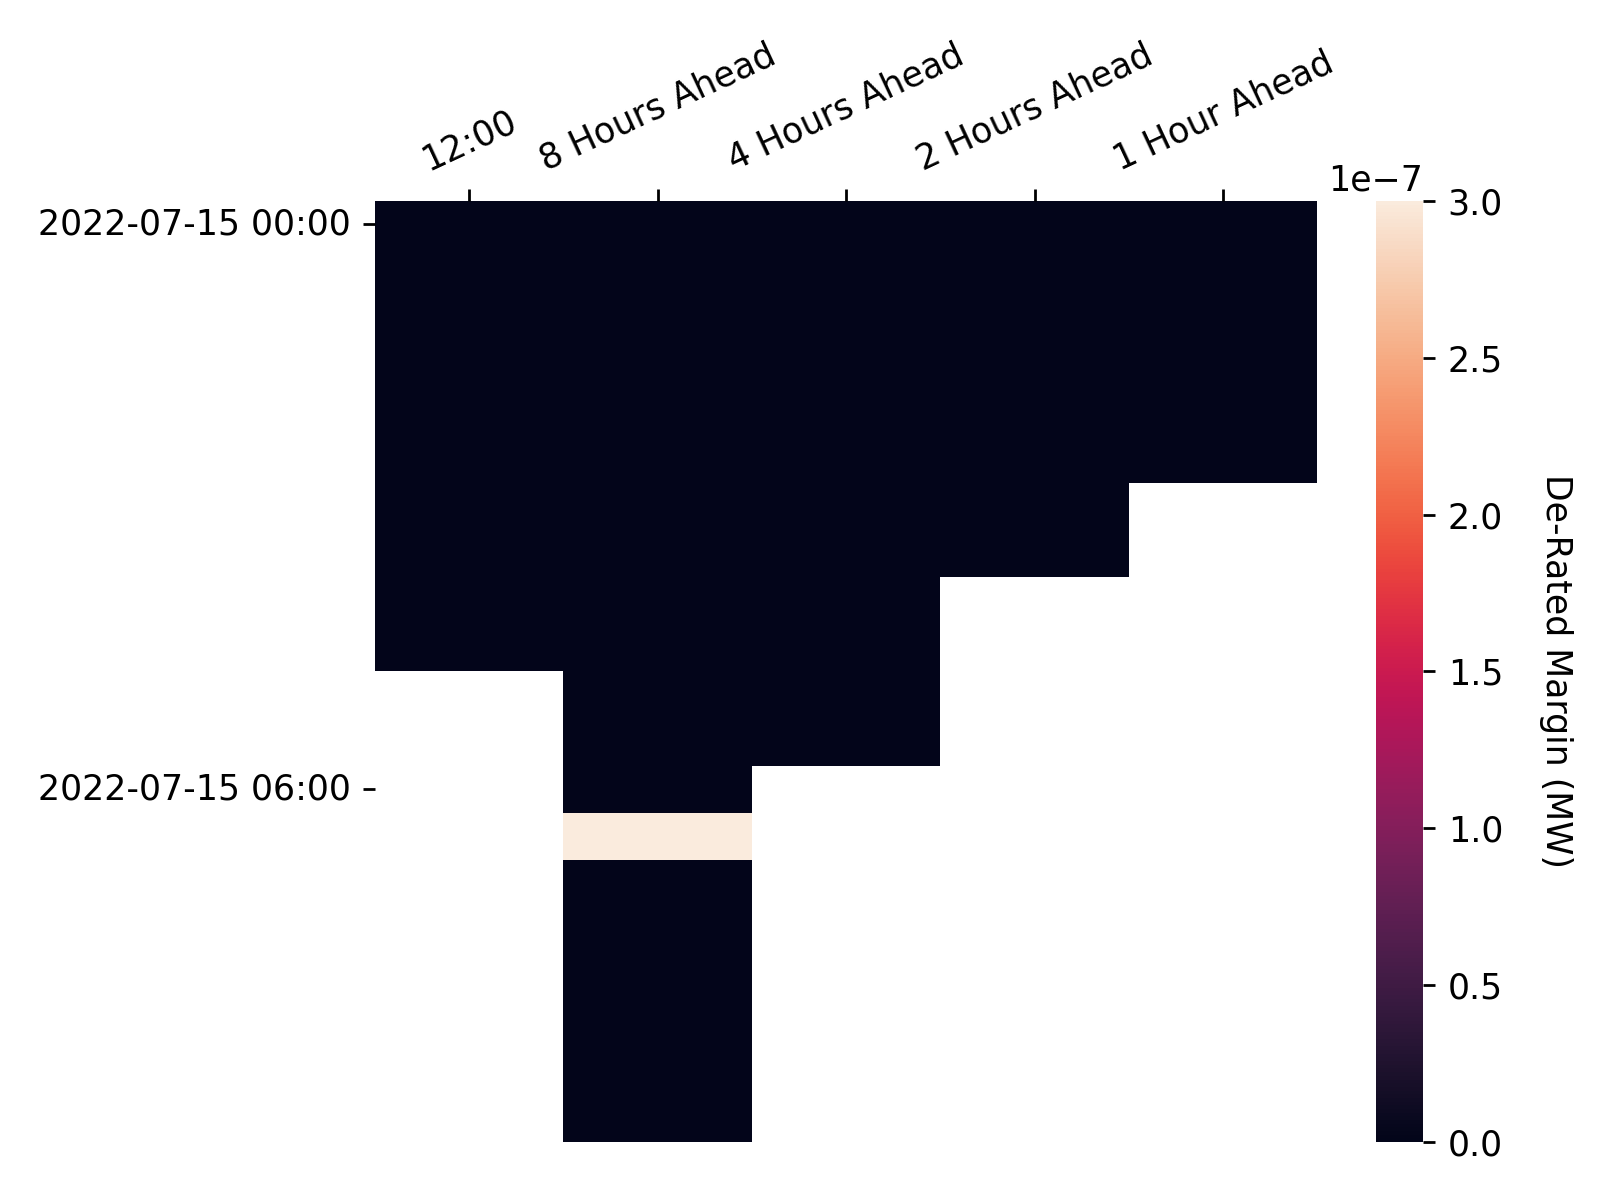 12:00
8 Hours Ahead
4 Hours Ahead
2 Hours Ahead
1 Hour Ahead
1e−7
2022-07-15 00:00
2022-07-15 06:00
3.0
2.5
2.0
1.5
1.0
0.5
0.0
De-Rated Margin (MW)